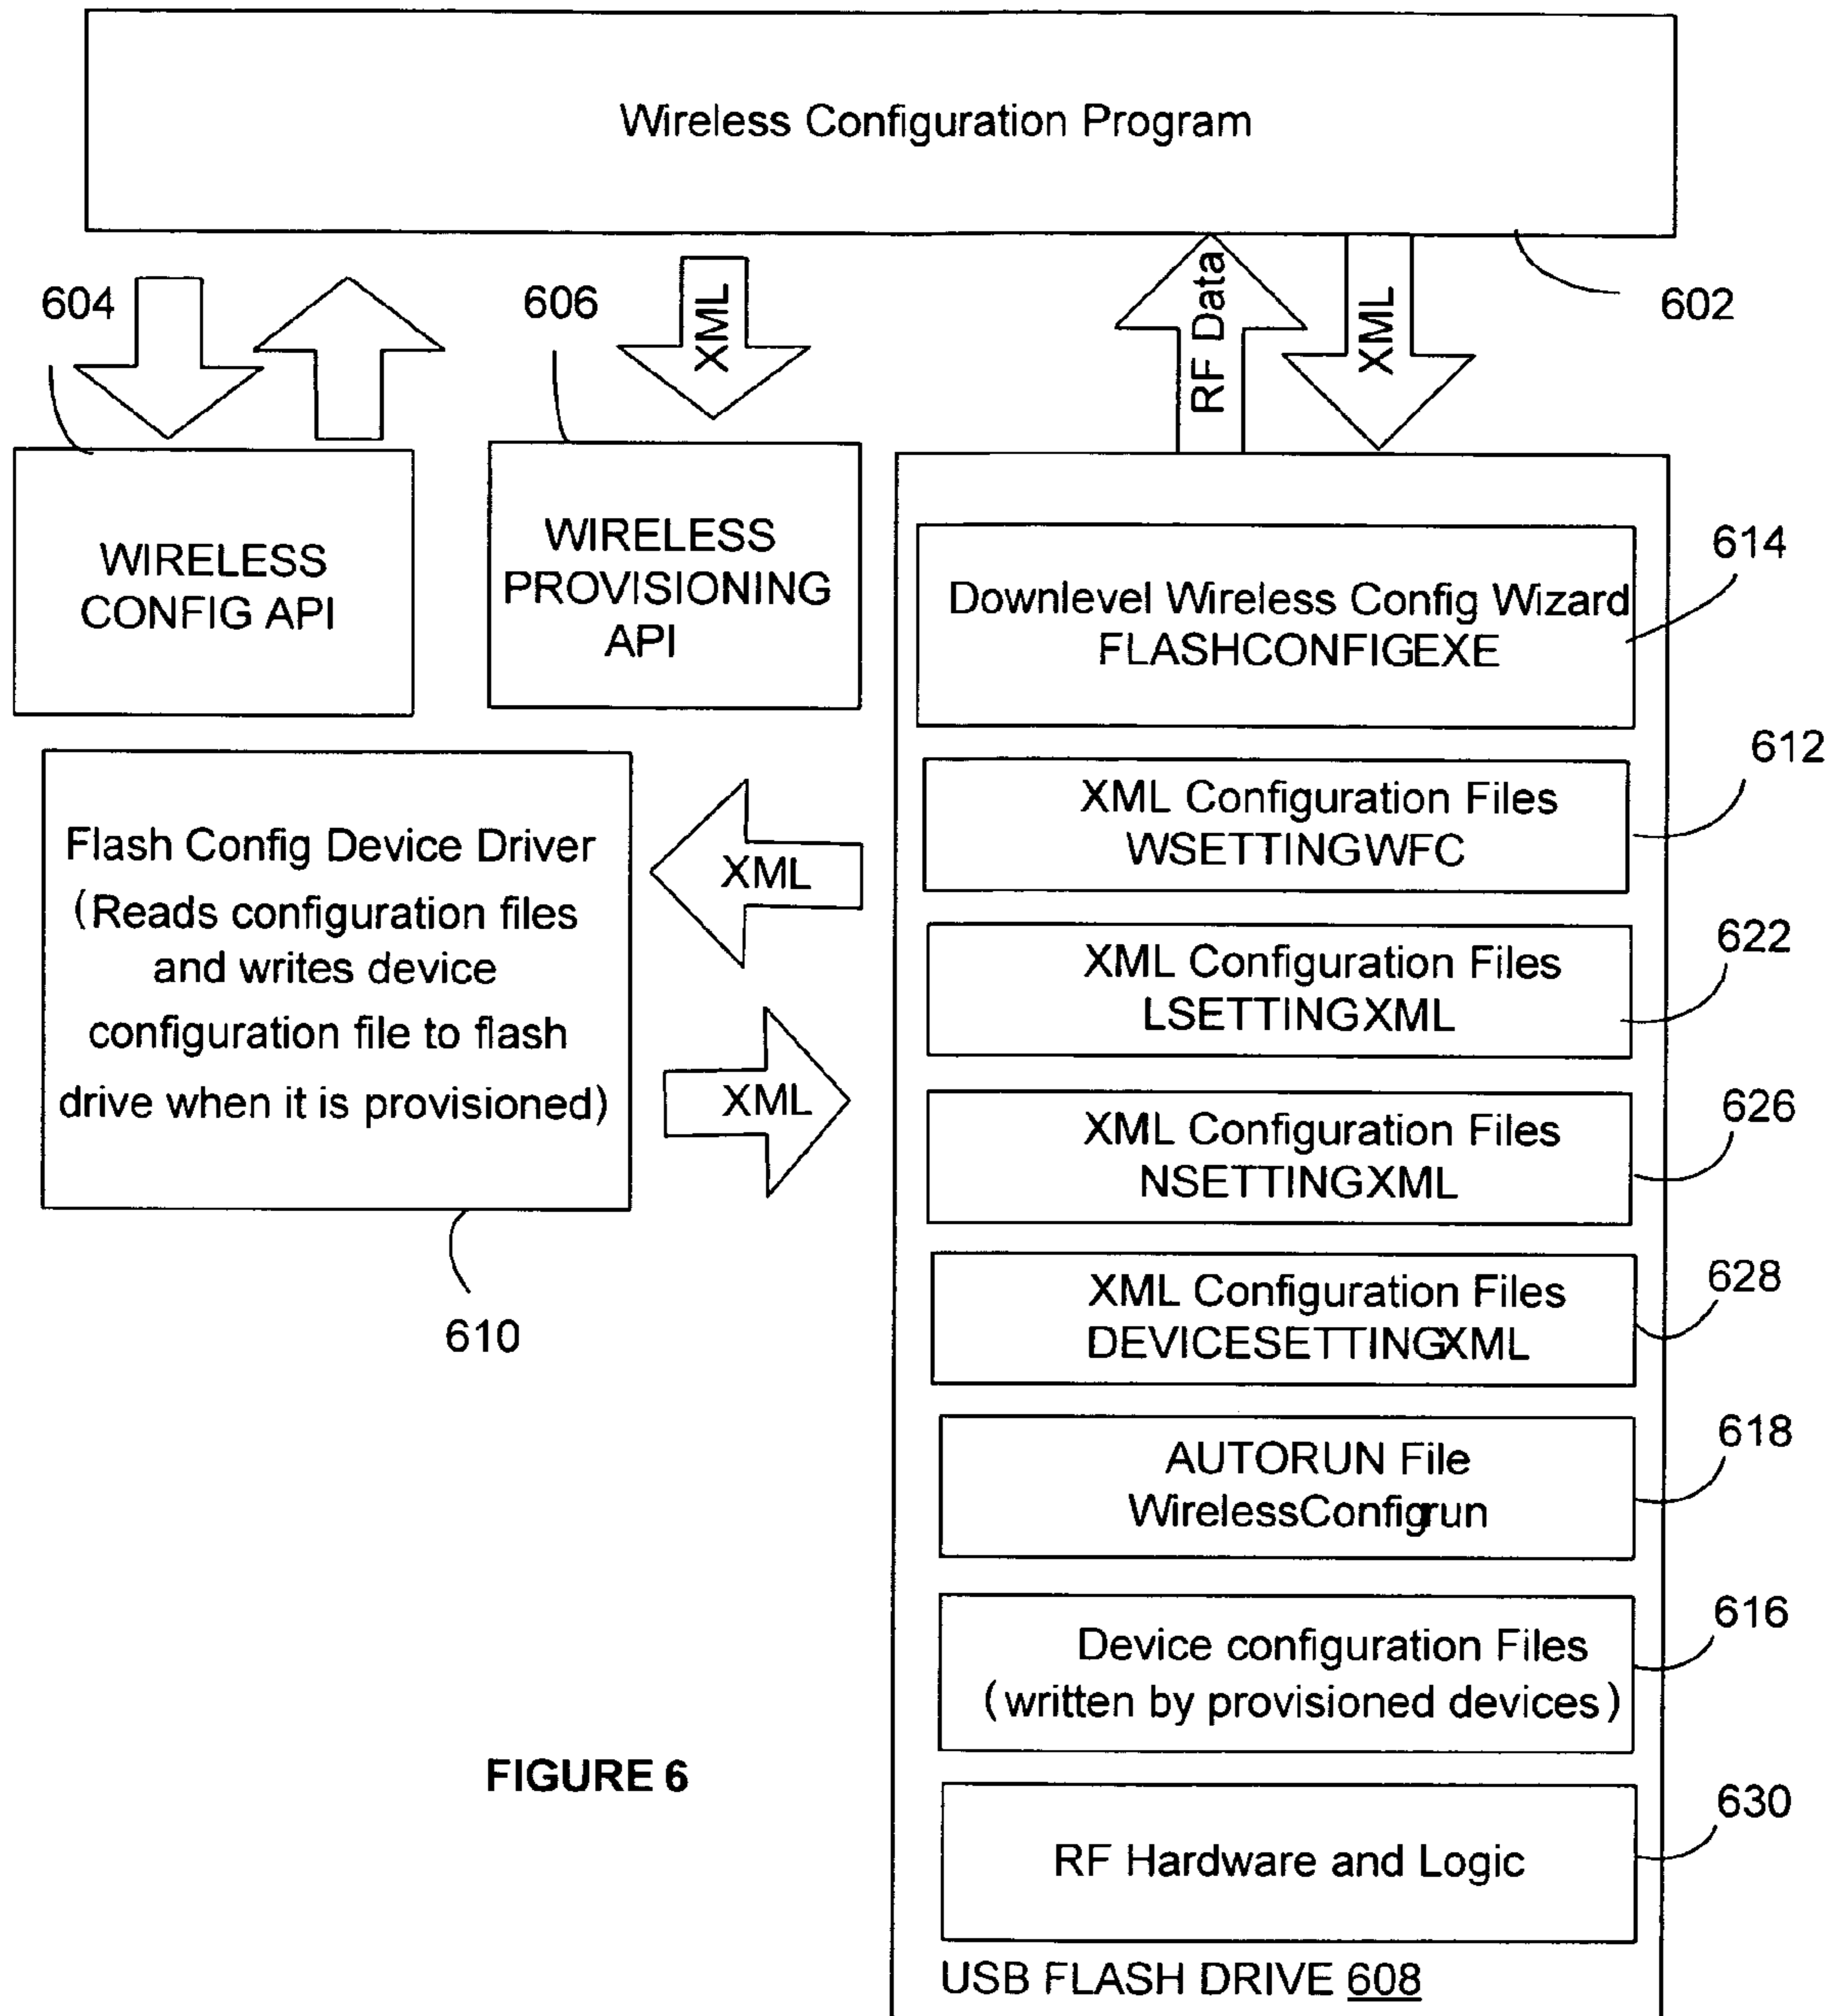 Wireless Configuration Program
602
604
606
XML
RF Data
XML
WIRELESS
CONFIG API
WIRELESS
PROVISIONING
API
Downlevel Wireless Config Wizard
FLASHCONFIGEXE
614
XML Configuration Files
WSETTINGWFC
612
Flash Config Device Driver
(Reads configuration files
and writes device
configuration file to flash
drive when it is provisioned)
610
XML
XML
XML Configuration Files
LSETTINGXML
622
XML Configuration Files
NSETTINGXML
626
XML Configuration Files
DEVICESETTINGXML
628
AUTORUN File
WirelessConfigrun
618
Device configuration Files
(written by provisioned devices)
616
RF Hardware and Logic
630
USB FLASH DRIVE 608
FIGURE 6